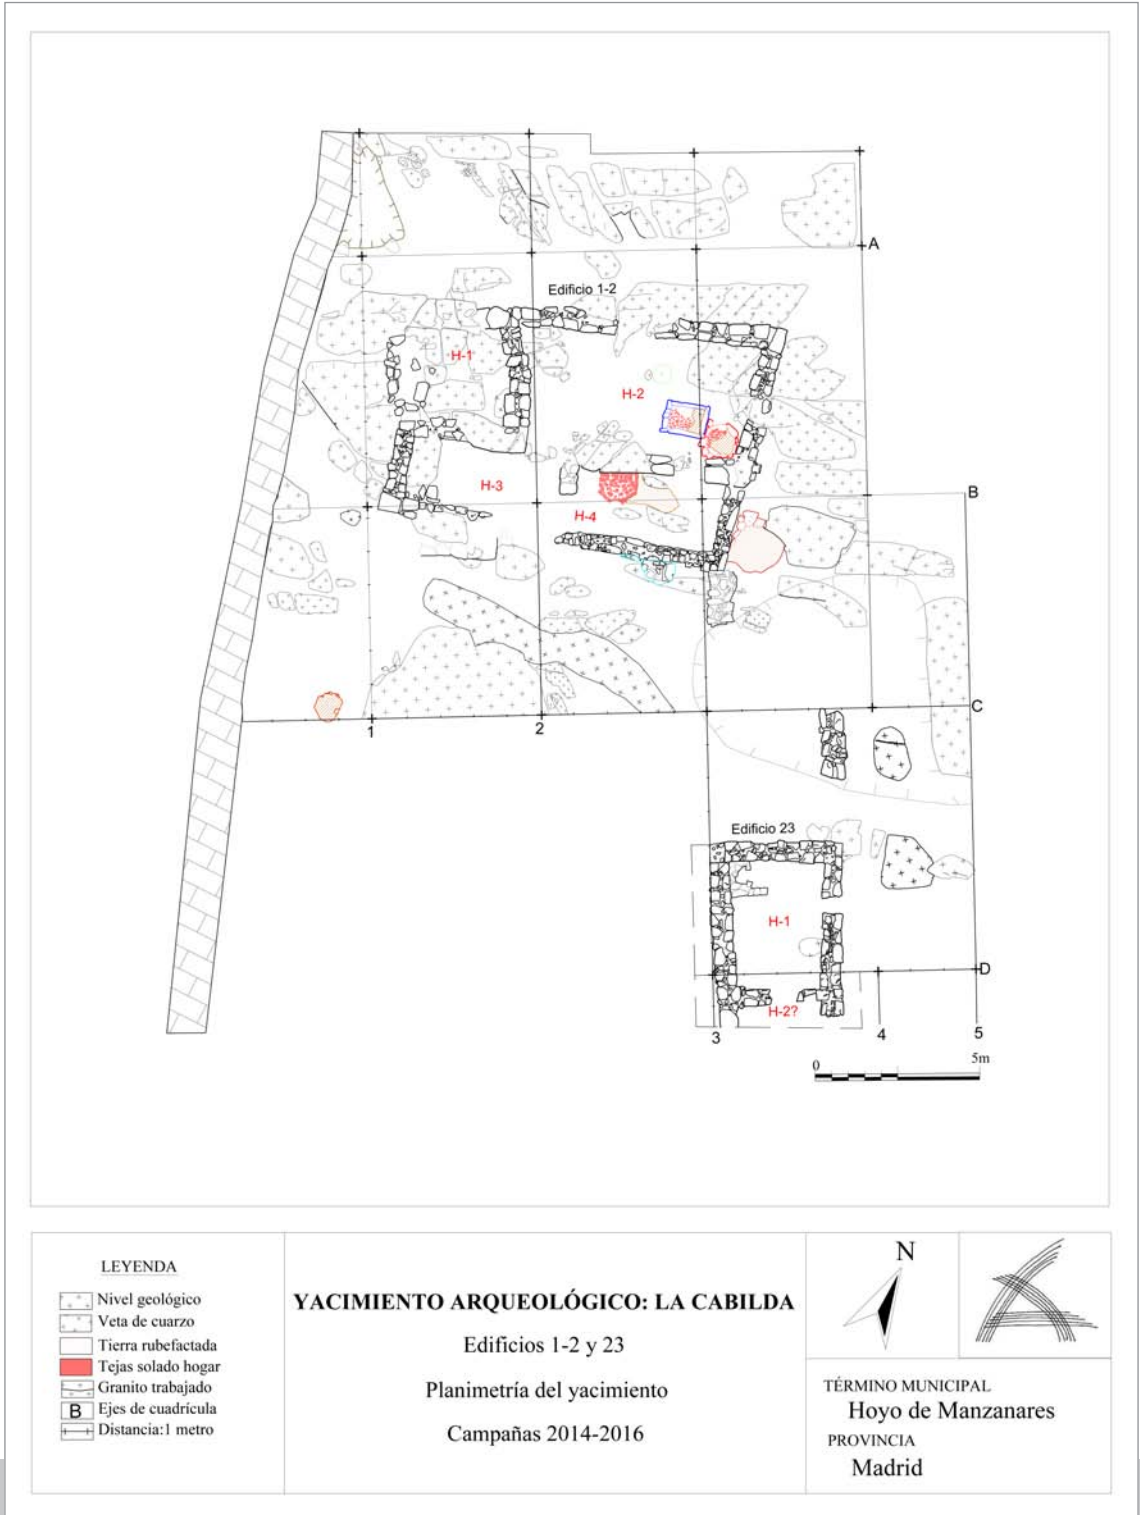 A
Edificio 1-2
H-1
H-2
H-3
B
H-4
C
1
2
Edificio 23
H-1
D
H-2?
3
4
5
0
5m
LEYENDA
Nivel geológico
Veta de cuarzo
Tierra rubefactada
Tejas solado hogar
Granito trabajado
B Ejes de cuadrícula
Distancia:1 metro
YACIMIENTO ARQUEOLÓGICO: LA CABILDA
Edificios 1-2 y 23
Planimetría del yacimiento
Campañas 2014-2016
N
TÉRMINO MUNICIPAL
Hoyo de Manzanares
PROVINCIA
Madrid